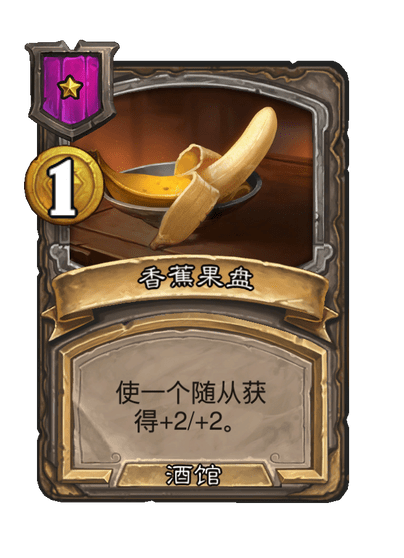 1
香蕉果盘
使一个随从获
得+2/+2。
酒馆